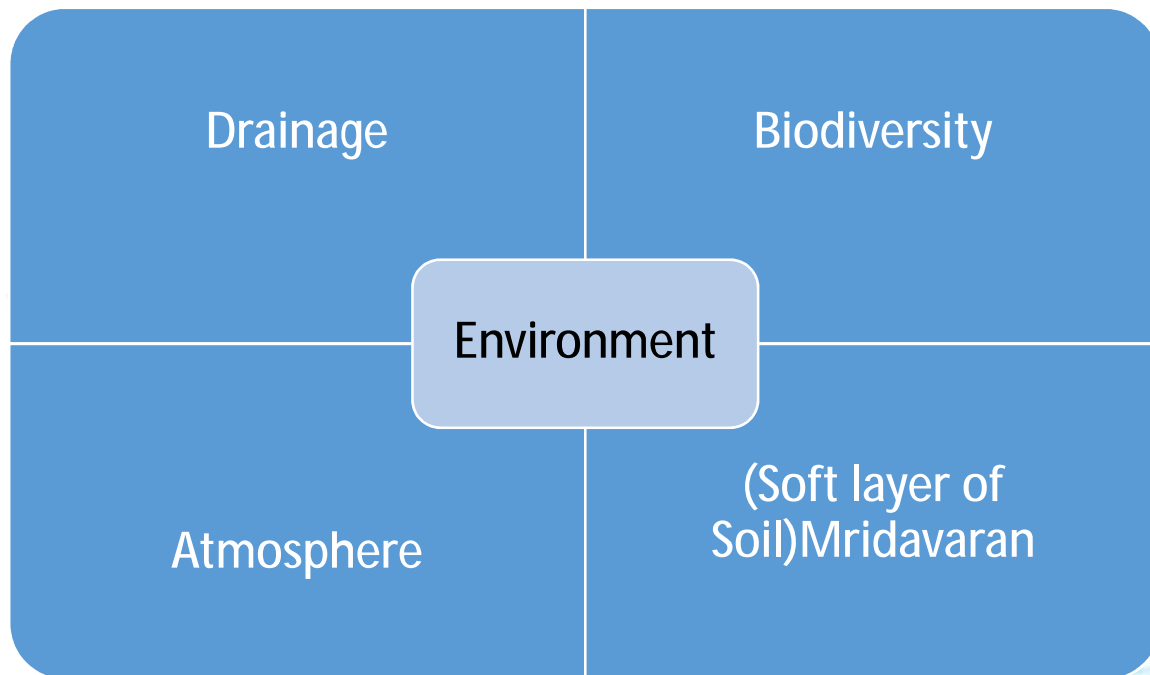 Drainage
Biodiversity
Environment
Atmosphere
(Soft layer of
Soil)Mridavaran